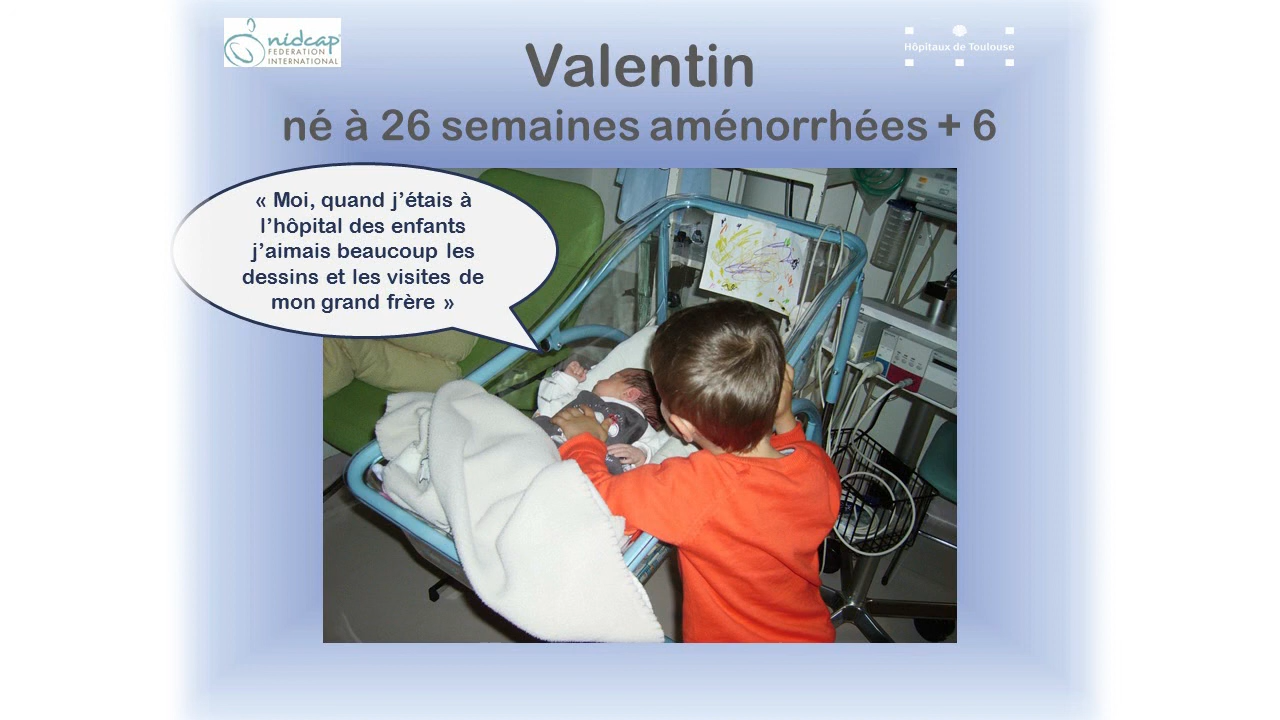 nidcap
FEDERATION
INTERNATIONAL
Hôpitaux de Toulouse
Valentin
né à 26 semaines aménorrhées + 6
« Moi, quand j’étais à
l’hôpital des enfants
j’aimais beaucoup les
dessins et les visites de
mon grand frère »